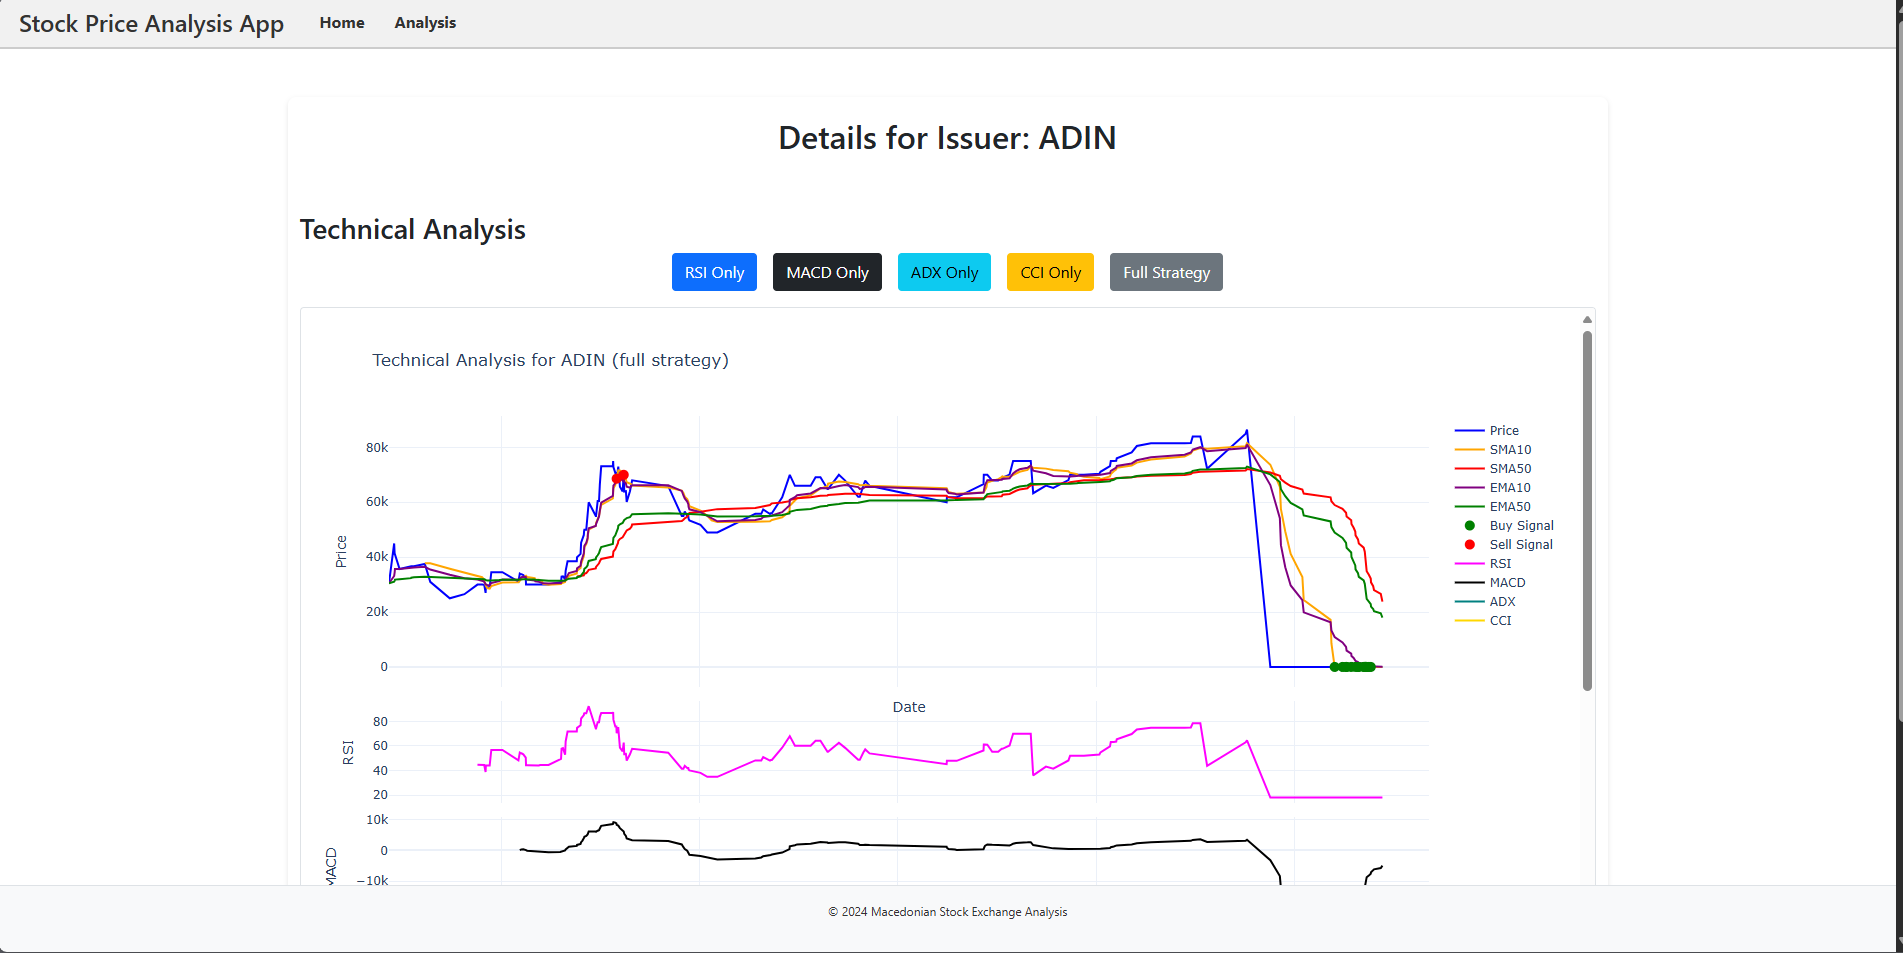 Stock Price Analysis App Home Analysis
Details for Issuer: ADIN
Technical Analysis
RSI Only MACD Only ADX Only CCI Only Full Strategy
Technical Analysis for ADIN (full strategy)
80k
60k
40k
20k
0
Price
Price
SMA10
SMA50
EMA10
EMA50
Buy Signal
Sell Signal
RSI
MACD
ADX
CCI
Date
80
60
40
20
RSI
10k
0
−10k
MACD
© 2024 Macedonian Stock Exchange Analysis